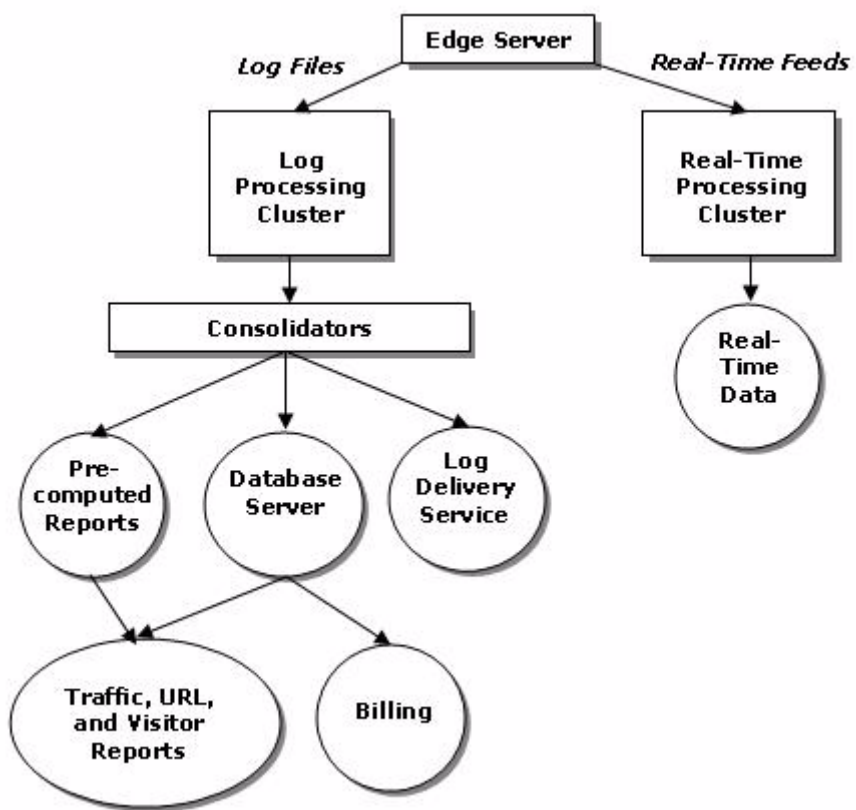 Edge Server
Log Files
Real-Time Feeds
Log
Processing
Cluster
Real-Time
Processing
Cluster
Consolidators
Real-
Time
Data
Pre-
computed
Reports
Database
Server
Log
Delivery
Service
Traffic, URL,
and Visitor
Reports
Billing